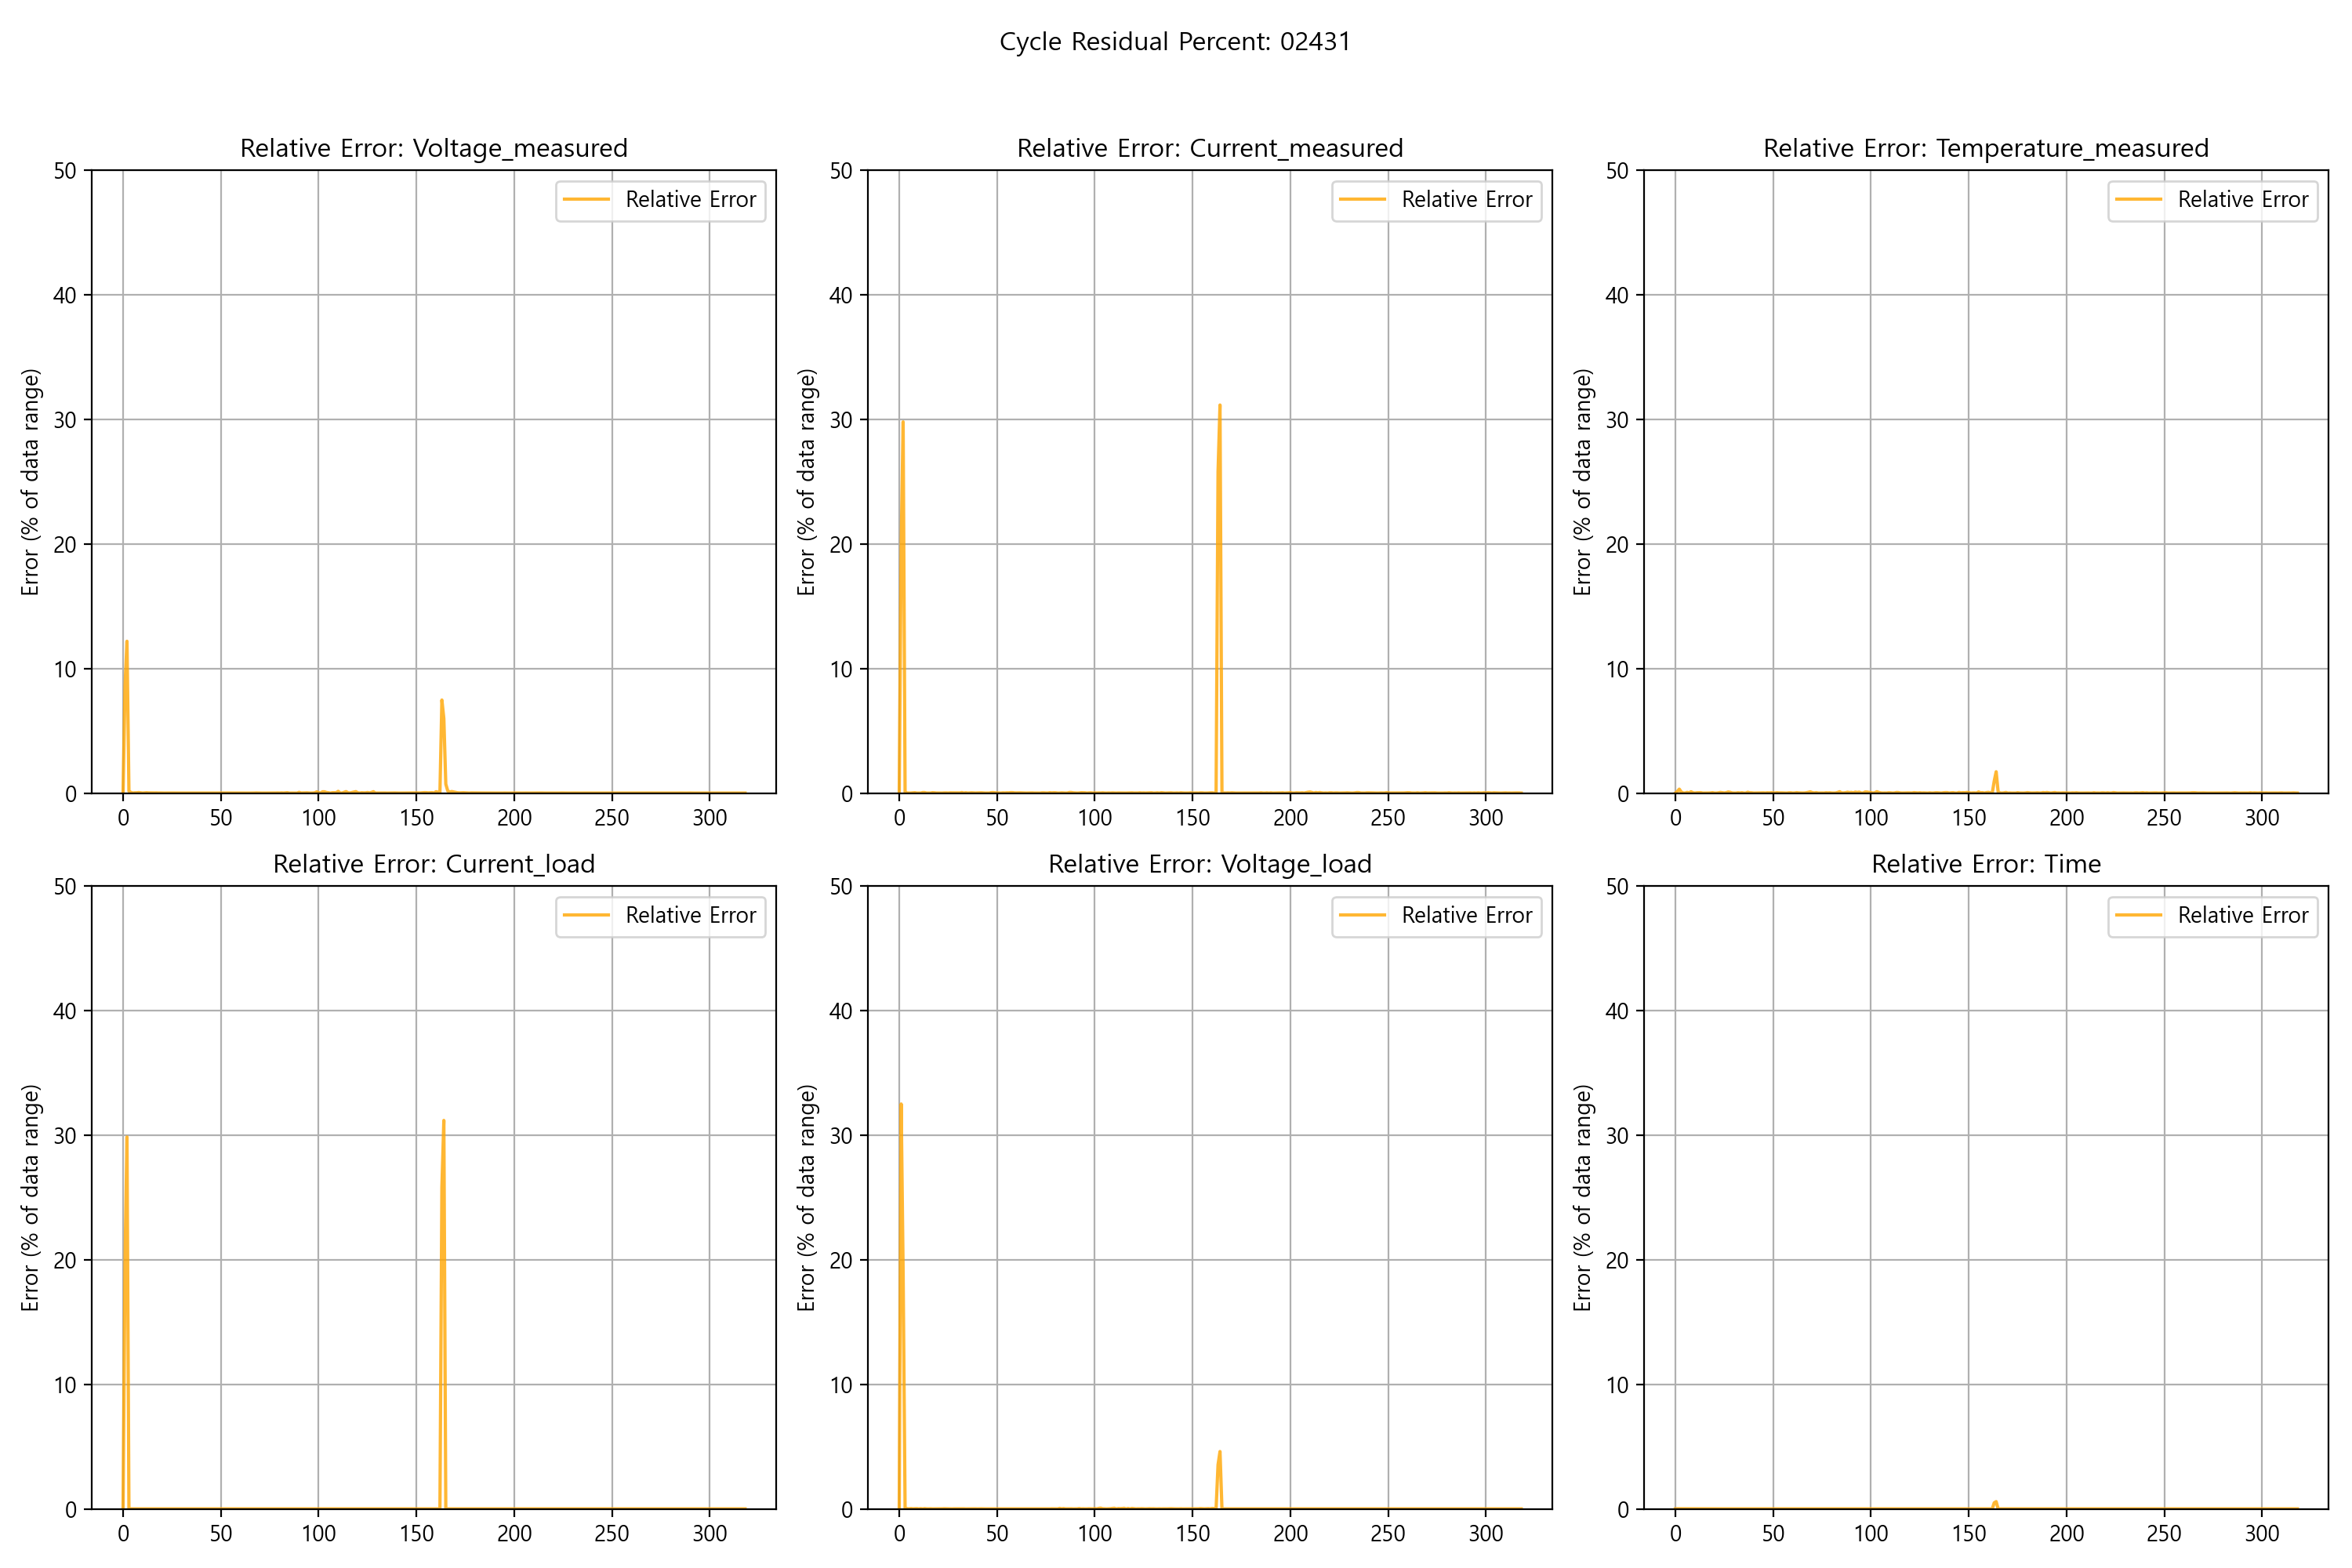 Cycle Residual Percent: 02431
Relative Error: Voltage_measured
Relative Error
Error (% of data range)
50
40
30
20
10
0
0 50 100 150 200 250 300
Relative Error: Current_measured
Relative Error
Error (% of data range)
50
40
30
20
10
0
0 50 100 150 200 250 300
Relative Error: Temperature_measured
Relative Error
Error (% of data range)
50
40
30
20
10
0
0 50 100 150 200 250 300
Relative Error: Current_load
Relative Error
Error (% of data range)
50
40
30
20
10
0
0 50 100 150 200 250 300
Relative Error: Voltage_load
Relative Error
Error (% of data range)
50
40
30
20
10
0
0 50 100 150 200 250 300
Relative Error: Time
Relative Error
Error (% of data range)
50
40
30
20
10
0
0 50 100 150 200 250 300